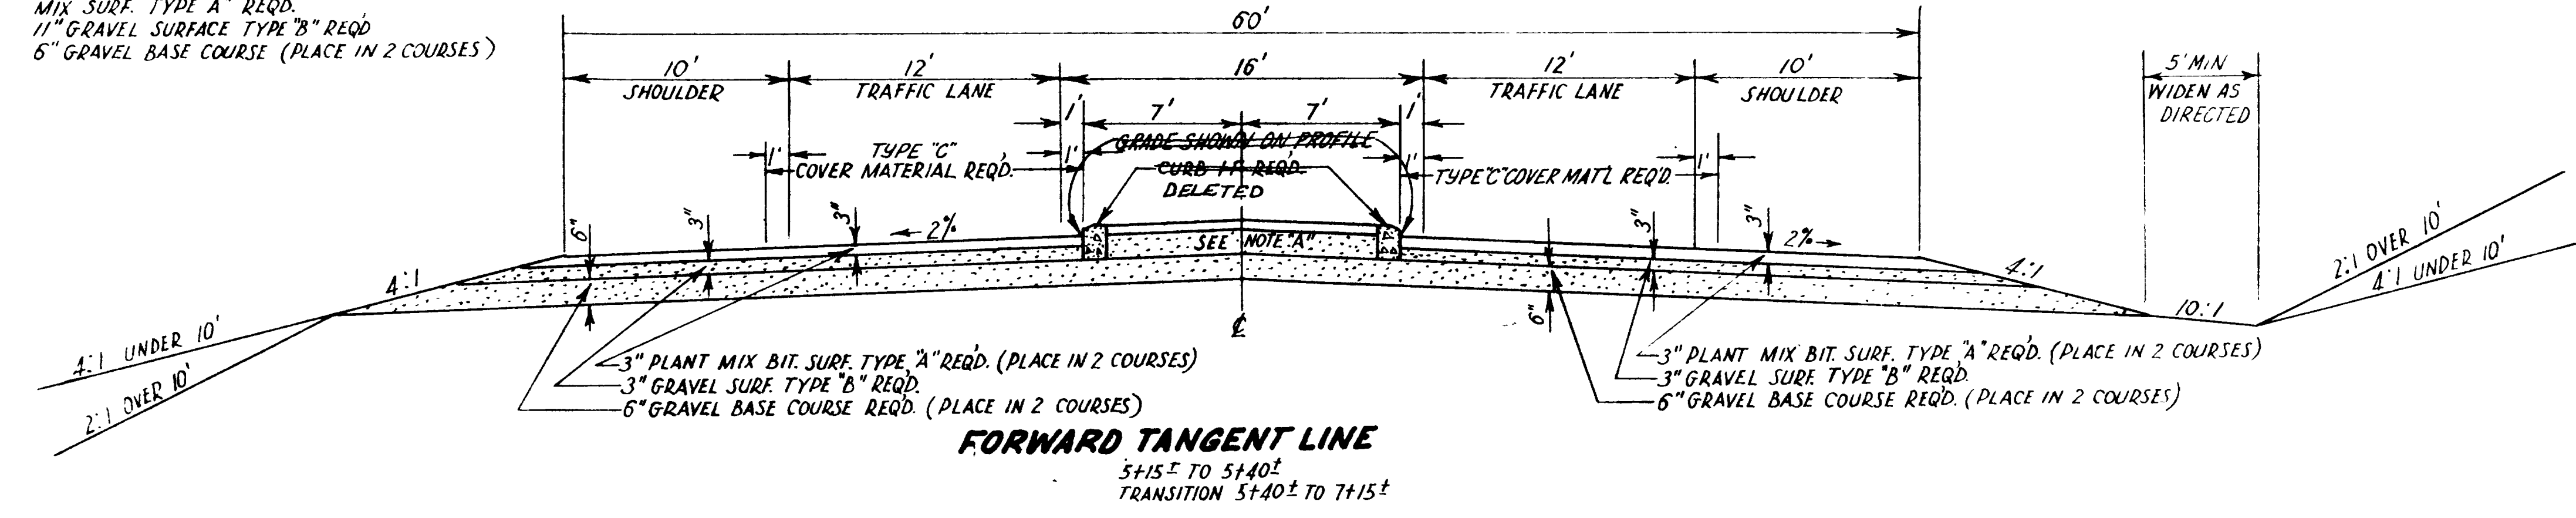 MIX SURF. TYPE "A" REQD.
11" GRAVEL SURFACE TYPE "B" REQ'D
6" GRAVEL BASE COURSE (PLACE IN 2 COURSES)
60'
10' 12' 16' 12' 10'
SHOULDER TRAFFIC LANE TRAFFIC LANE SHOULDER
5' MIN
WIDEN AS
DIRECTED
1' 7' 7' 1'
GRADE SHOWN ON PROFILE
1' TYPE "C" 1' 1' 1'
COVER MATERIAL REQ'D.
CURB IF REQ'D.
TYPE "C" COVER MAT'L REQ'D.
DELETED
6" 3" 3" 2% 3" 3" 2%
SEE NOTE "A"
4:1 4:1
2:1 OVER 10'
4:1 UNDER 10'
10:1
6"
℄
4:1 UNDER 10'
2:1 OVER 10'
3" PLANT MIX BIT. SURF. TYPE "A" REQ'D. (PLACE IN 2 COURSES)
3" GRAVEL SURF. TYPE "B" REQ'D.
6" GRAVEL BASE COURSE REQ'D. (PLACE IN 2 COURSES)
3" PLANT MIX BIT. SURF. TYPE "A" REQ'D. (PLACE IN 2 COURSES)
3" GRAVEL SURF. TYPE "B" REQ'D.
6" GRAVEL BASE COURSE REQ'D. (PLACE IN 2 COURSES)
FORWARD TANGENT LINE
5+15± TO 5+40±
TRANSITION 5+40± TO 7+15±